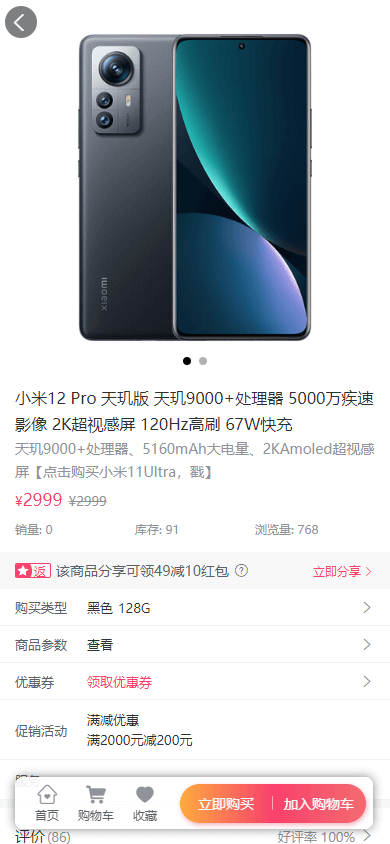 xiaomi
小米12 Pro 天玑版 天玑9000+处理器 5000万疾速
影像 2K超视感屏 120Hz高刷 67W快充
天玑9000+处理器、5160mAh大电量、2KAmoled超视感
屏【点击购买小米11Ultra，戳】
¥2999 ¥2999
销量: 0 库存: 91 浏览量: 768
返 该商品分享可领49减10红包 ? 立即分享
购买类型 黑色 128G
商品参数 查看
优惠券 领取优惠券
促销活动 满减优惠
满2000元减200元
首页 购物车 收藏 立即购买 加入购物车
评价 (86) 好评率 100%